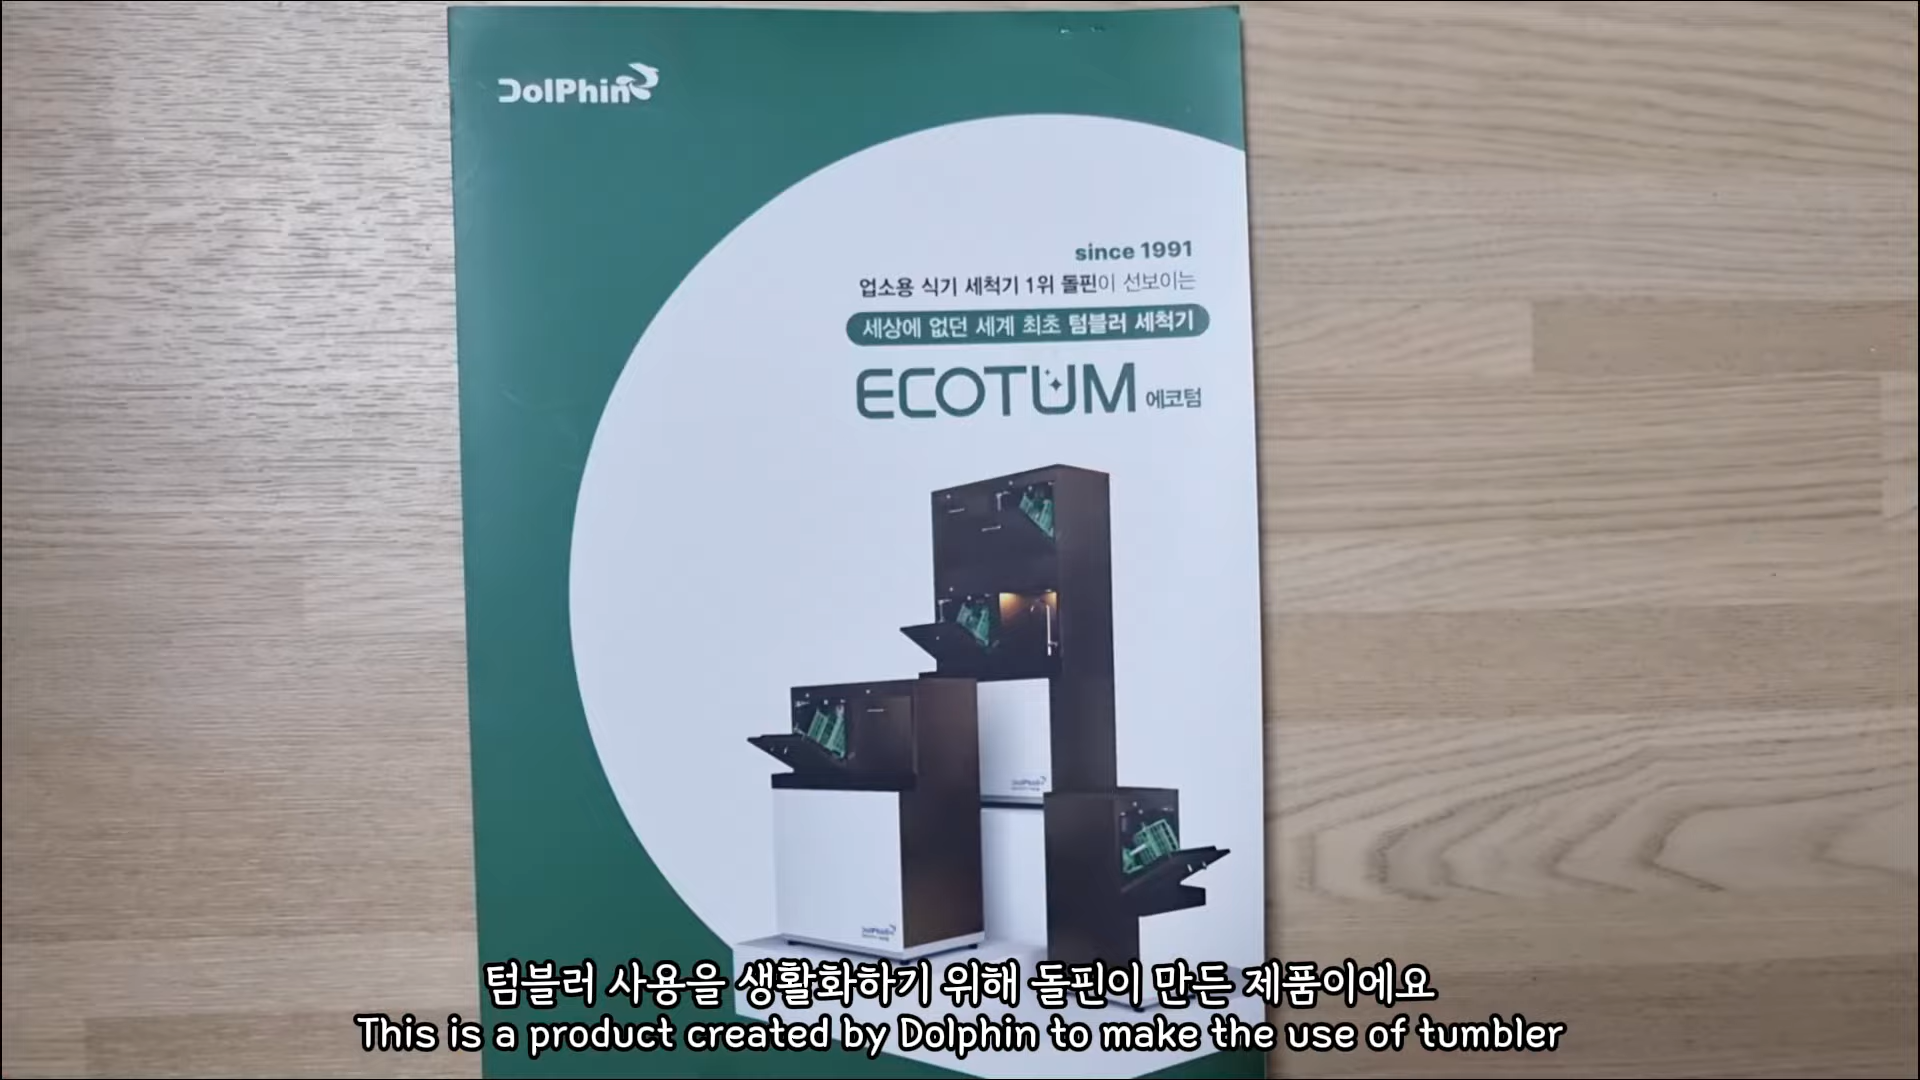 DolPhin
since 1991
업소용 식기 세척기 1위 돌핀이 선보이는
세상에 없던 세계 최초 텀블러 세척기
ECOTUM 에코텀
DolPhin
DolPhin
텀블러 사용을 생활화하기 위해 돌핀이 만든 제품이에요
This is a product created by Dolphin to make the use of tumbler